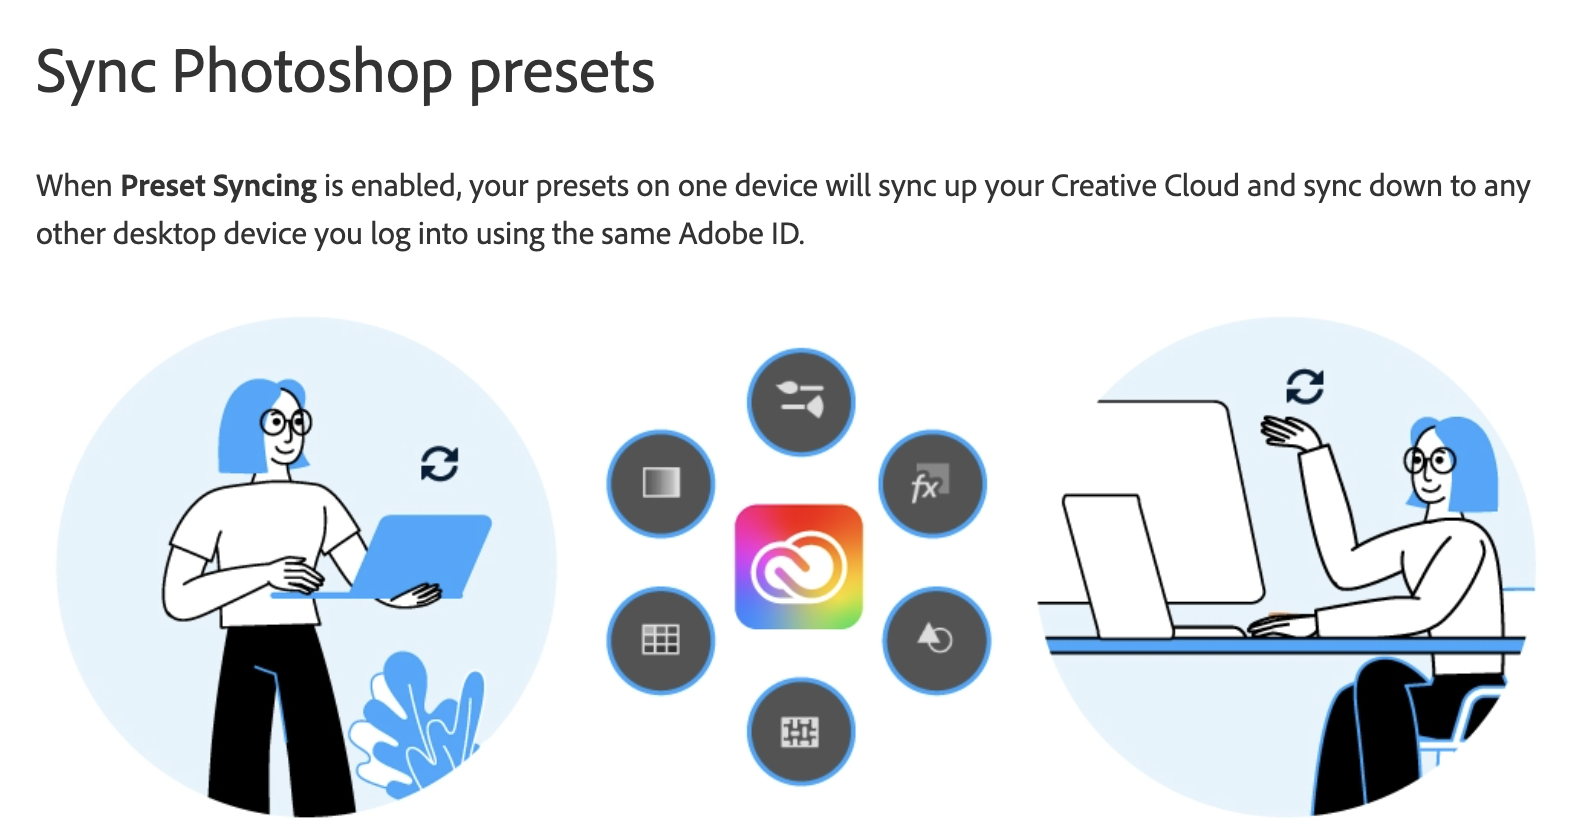 Sync Photoshop presets
When Preset Syncing is enabled, your presets on one device will sync up your Creative Cloud and sync down to any
other desktop device you log into using the same Adobe ID.
fx